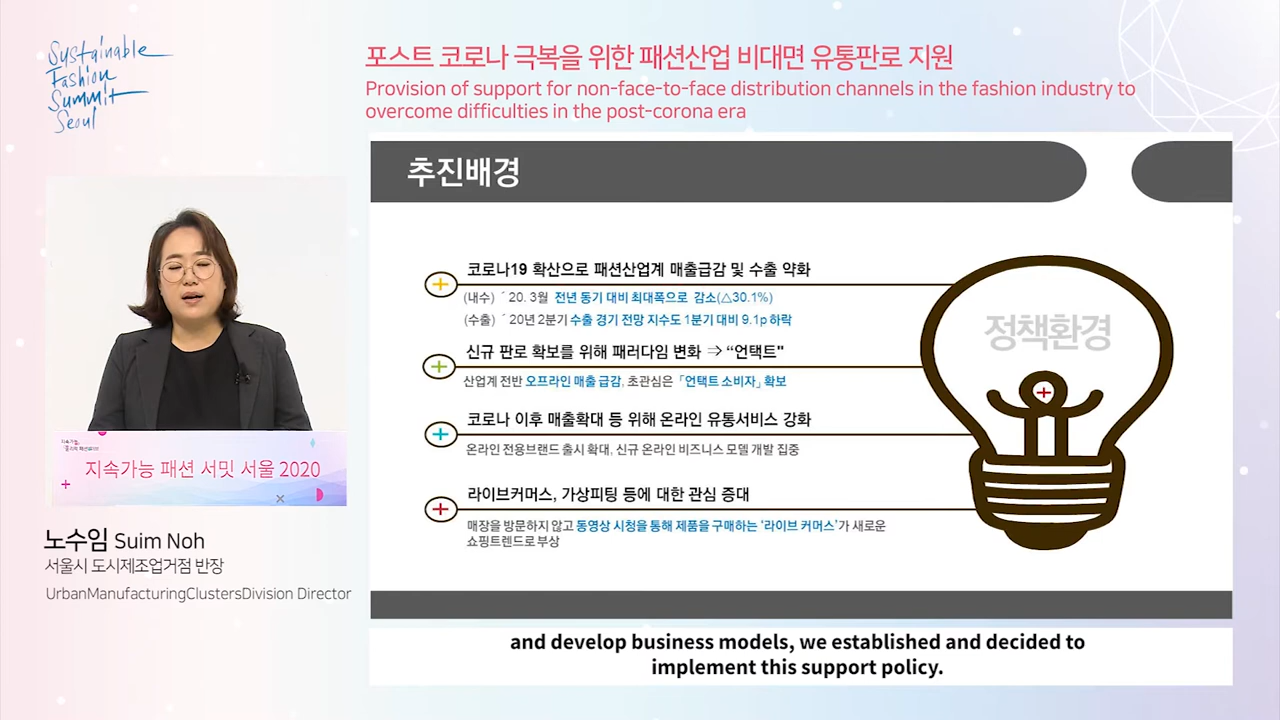 Sustainable
Fashion
Summit
Seoul
포스트 코로나 극복을 위한 패션산업 비대면 유통판로 지원
Provision of support for non-face-to-face distribution channels in the fashion industry to
overcome difficulties in the post-corona era
추진배경
코로나19 확산으로 패션산업계 매출급감 및 수출 약화
(내수) ´20. 3월 전년 동기 대비 최대폭으로 감소(△30.1%)
(수출) ´20년 2분기 수출 경기 전망 지수도 1분기 대비 9.1p 하락
신규 판로 확보를 위해 패러다임 변화 ⇒ “언택트"
산업계 전반 오프라인 매출 급감, 초관심은 「언택트 소비자」 확보
코로나 이후 매출확대 등 위해 온라인 유통서비스 강화
온라인 전용브랜드 출시 확대, 신규 온라인 비즈니스 모델 개발 집중
라이브커머스, 가상피팅 등에 대한 관심 증대
매장을 방문하지 않고 동영상 시청을 통해 제품을 구매하는 ‘라이브 커머스’가 새로운
쇼핑트렌드로 부상
정책환경
지속가능 패션 서밋 서울 2020
노수임 Suim Noh
서울시 도시제조업거점 반장
UrbanManufacturingClustersDivision Director
and develop business models, we established and decided to
implement this support policy.